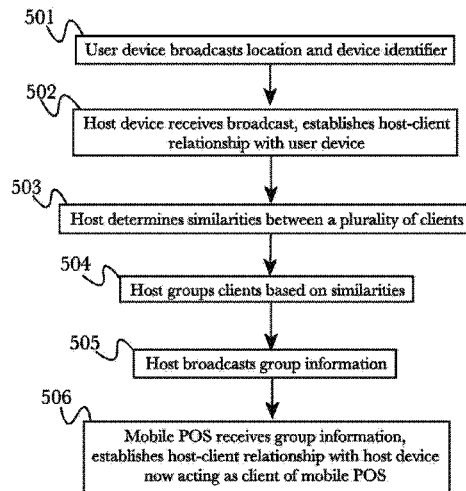 501
User device broadcasts location and device identifier
502
Host device receives broadcast, establishes host-client
relationship with user device
503
Host determines similarities between a plurality of clients
504
Host groups clients based on similarities
505
Host broadcasts group information
506
Mobile POS receives group information,
establishes host-client relationship with host device
now acting as client of mobile POS